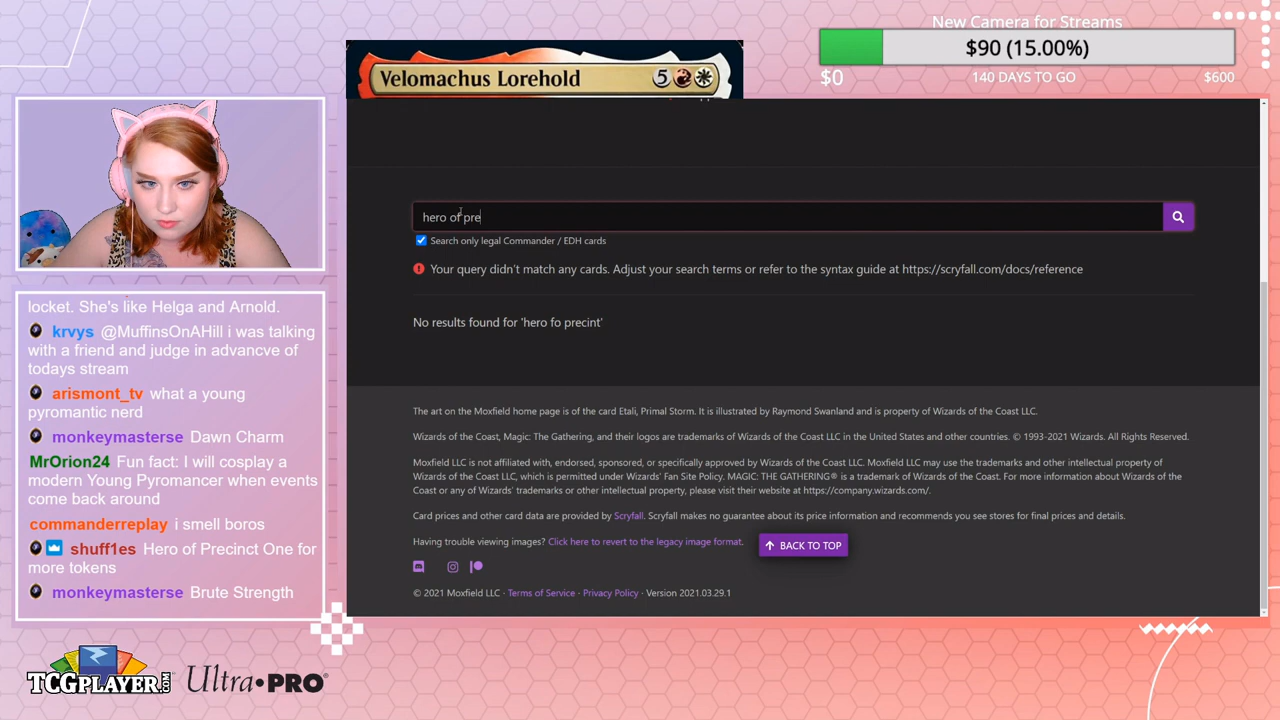 New Camera for Streams
$90 (15.00%)
$0
140 DAYS TO GO
$600
Velomachus Lorehold
5
hero of pre
Search only legal Commander / EDH cards
Your query didn't match any cards. Adjust your search terms or refer to the syntax guide at https://scryfall.com/docs/reference
No results found for 'hero fo precint'
The art on the Moxfield home page is of the card Etali, Primal Storm. It is illustrated by Raymond Swanland and is property of Wizards of the Coast LLC.
Wizards of the Coast, Magic: The Gathering, and their logos are trademarks of Wizards of the Coast LLC in the United States and other countries. © 1993-2021 Wizards. All Rights Reserved.
Moxfield LLC is not affiliated with, endorsed, sponsored, or specifically approved by Wizards of the Coast LLC. Moxfield LLC may use the trademarks and other intellectual property of
Wizards of the Coast LLC, which is permitted under Wizards' Fan Site Policy. MAGIC: THE GATHERING® is a trademark of Wizards of the Coast. For more information about Wizards of the
Coast or any of Wizards' trademarks or other intellectual property, please visit their website at https://company.wizards.com/.
Card prices and other card data are provided by Scryfall. Scryfall makes no guarantee about its price information and recommends you see stores for final prices and details.
Having trouble viewing images? Click here to revert to the legacy image format.
BACK TO TOP
© 2021 Moxfield LLC · Terms of Service · Privacy Policy · Version 2021.03.29.1
locket. She's like Helga and Arnold.
krvys @MuffinsOnAHill i was talking
with a friend and judge in advancve of
todays stream
arismont_tv what a young
pyromantic nerd
monkeymasterse Dawn Charm
MrOrion24 Fun fact: I will cosplay a
modern Young Pyromancer when events
come back around
commanderreplay i smell boros
shuff1es Hero of Precinct One for
more tokens
monkeymasterse Brute Strength
TCGPLAYER.COM
Ultra•PRO